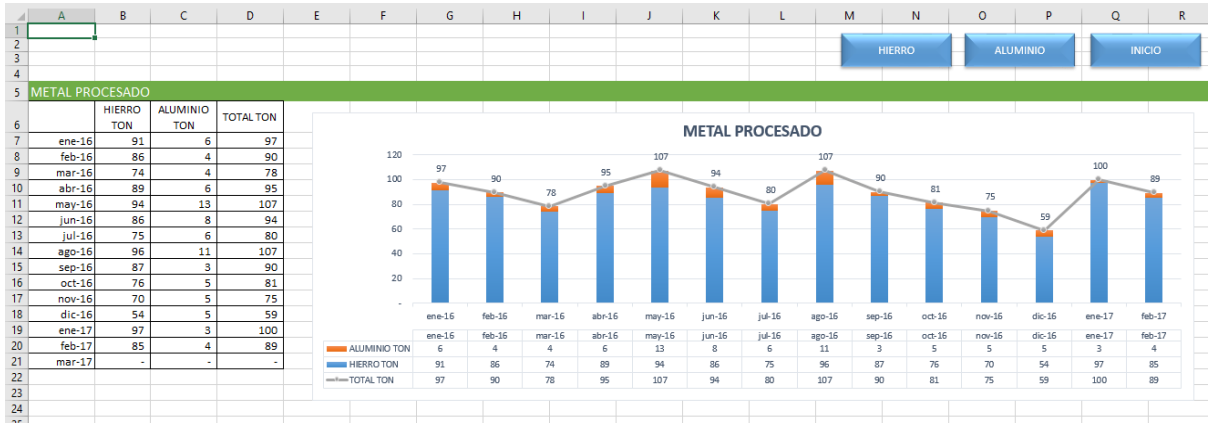 A B C D E F G H I J K L M N O P Q R
1
2 HIERRO ALUMINIO INICIO
3
4
5 METAL PROCESADO
6 HIERRO TON ALUMINIO TON TOTAL TON
7 ene-16 91 6 97
8 feb-16 86 4 90
9 mar-16 74 4 78
10 abr-16 89 6 95
11 may-16 94 13 107
12 jun-16 86 8 94
13 jul-16 75 6 80
14 ago-16 96 11 107
15 sep-16 87 3 90
16 oct-16 76 5 81
17 nov-16 70 5 75
18 dic-16 54 5 59
19 ene-17 97 3 100
20 feb-17 85 4 89
21 mar-17 - - -
22
23
24
METAL PROCESADO
120
100
80
60
40
20
-
97 90 78 95 107 94 80 107 90 81 75 59 100 89
ene-16 feb-16 mar-16 abr-16 may-16 jun-16 jul-16 ago-16 sep-16 oct-16 nov-16 dic-16 ene-17 feb-17
ene-16 feb-16 mar-16 abr-16 may-16 jun-16 jul-16 ago-16 sep-16 oct-16 nov-16 dic-16 ene-17 feb-17
ALUMINIO TON 6 4 4 6 13 8 6 11 3 5 5 5 3 4
HIERRO TON 91 86 74 89 94 86 75 96 87 76 70 54 97 85
TOTAL TON 97 90 78 95 107 94 80 107 90 81 75 59 100 89